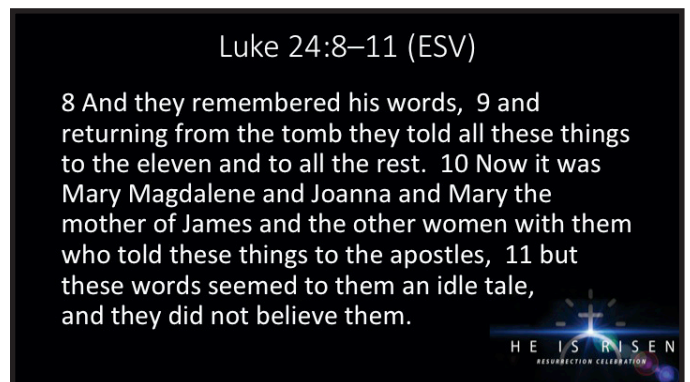 Luke 24:8–11 (ESV)
8 And they remembered his words,  9 and
returning from the tomb they told all these things
to the eleven and to all the rest.  10 Now it was
Mary Magdalene and Joanna and Mary the
mother of James and the other women with them
who told these things to the apostles,  11 but
these words seemed to them an idle tale,
and they did not believe them.
HE IS RISEN
RESURRECTION CELEBRATION